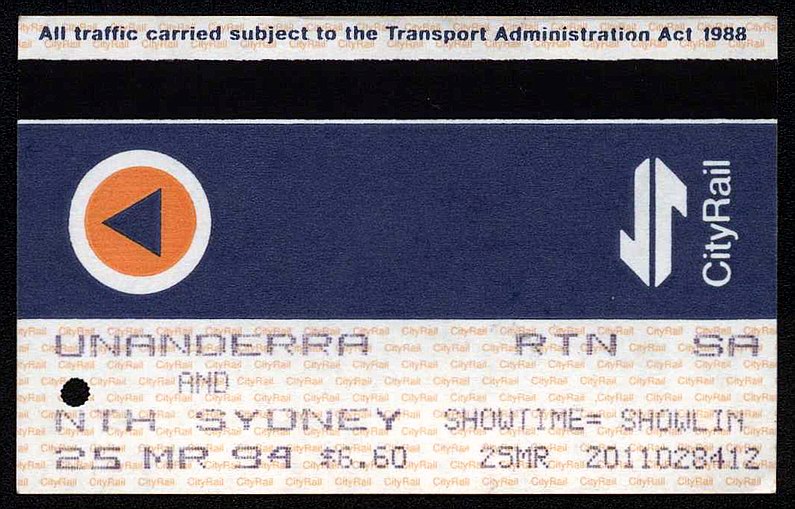 All traffic carried subject to the Transport Administration Act 1988
CityRail
UNANDERRA RTN SA
AND
NTH SYDNEY SHOWTIME= SHOWLIN
25 MR 94 $6.60 25MR 2011028412